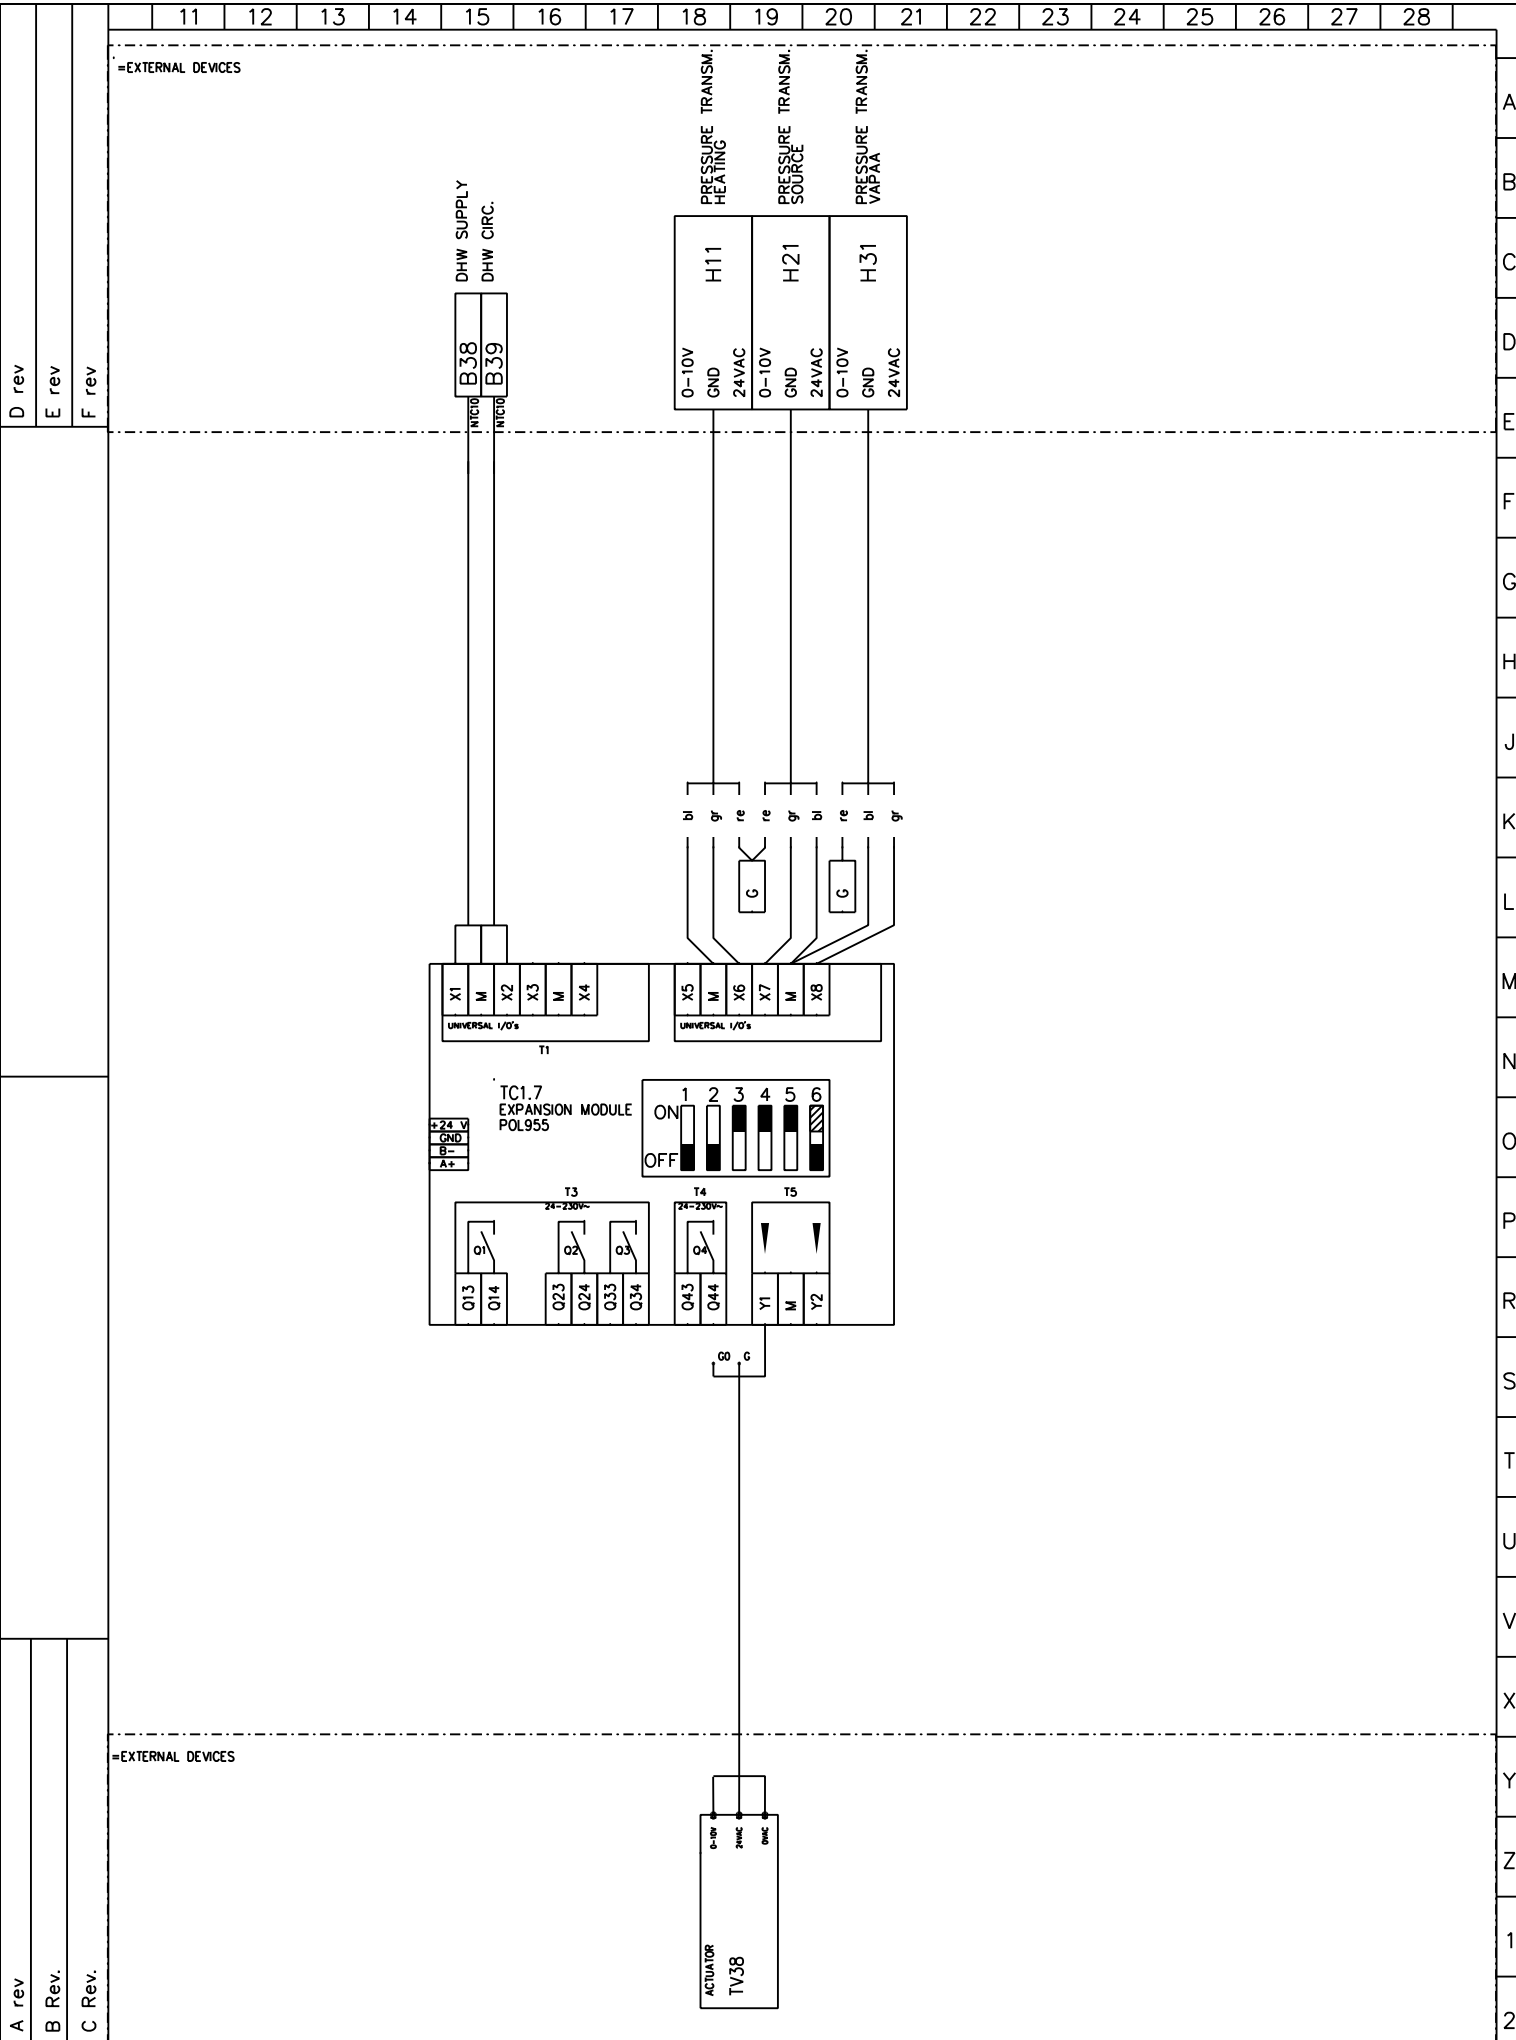 11 12 13 14 15 16 17 18 19 20 21 22 23 24 25 26 27 28
=EXTERNAL DEVICES
A
B
C
D
E
F
G
H
J
K
L
M
N
O
P
R
S
T
U
V
X
Y
Z
1
2
D rev
E rev
F rev
DHW SUPPLY
DHW CIRC.
B38
B39
NTC10
NTC10
PRESSURE TRANSM.
HEATING
PRESSURE TRANSM.
SOURCE
PRESSURE TRANSM.
VAPAA
H11
H21
H31
0-10V
GND
24VAC
0-10V
GND
24VAC
0-10V
GND
24VAC
bl gr re re gr bl re bl gr
G G
X1 M X2 X3 M X4
UNIVERSAL I/O's
T1
X5 M X6 X7 M X8
UNIVERSAL I/O's
TC1.7
EXPANSION MODULE
POL955
+24 V
GND
B-
A+
1 2 3 4 5 6
ON
OFF
T3
24-230V~
T4
24-230V~
T5
Q1 Q2 Q3 Q4
Q13 Q14 Q23 Q24 Q33 Q34 Q43 Q44 Y1 M Y2
G0 G
=EXTERNAL DEVICES
0-10V
24VAC
0VAC
ACTUATOR
TV38
A rev
B Rev.
C Rev.